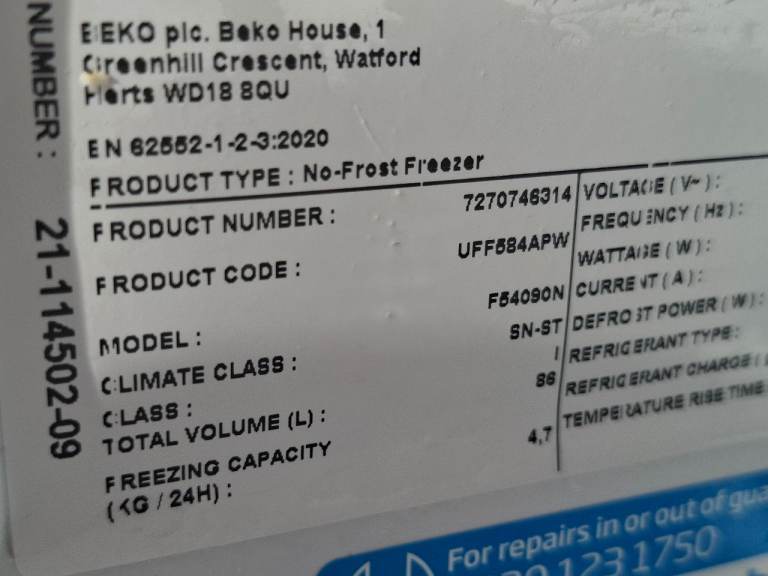 BEKO plc. Beko House, 1
Greenhill Crescent, Watford
Herts WD18 8QU
EN 62552-1-2-3:2020
PRODUCT TYPE : No-Frost Freezer
PRODUCT NUMBER : 7270746314
PRODUCT CODE : UFF584APW
MODEL : F54090N
CLIMATE CLASS : SN-ST
CLASS : I
TOTAL VOLUME (L) : 86
FREEZING CAPACITY
(KG / 24H) : 4,7
VOLTAGE ( V~ ) :
FREQUENCY ( Hz ) :
WATTAGE ( W ) :
CURRENT ( A ) :
DEFROST POWER ( W ) :
REFRIGERANT TYPE :
REFRIGERANT CHARGE
TEMPERATURE RISE TIME
NUMBER : 21-114502-09
For repairs in or out of
1231750